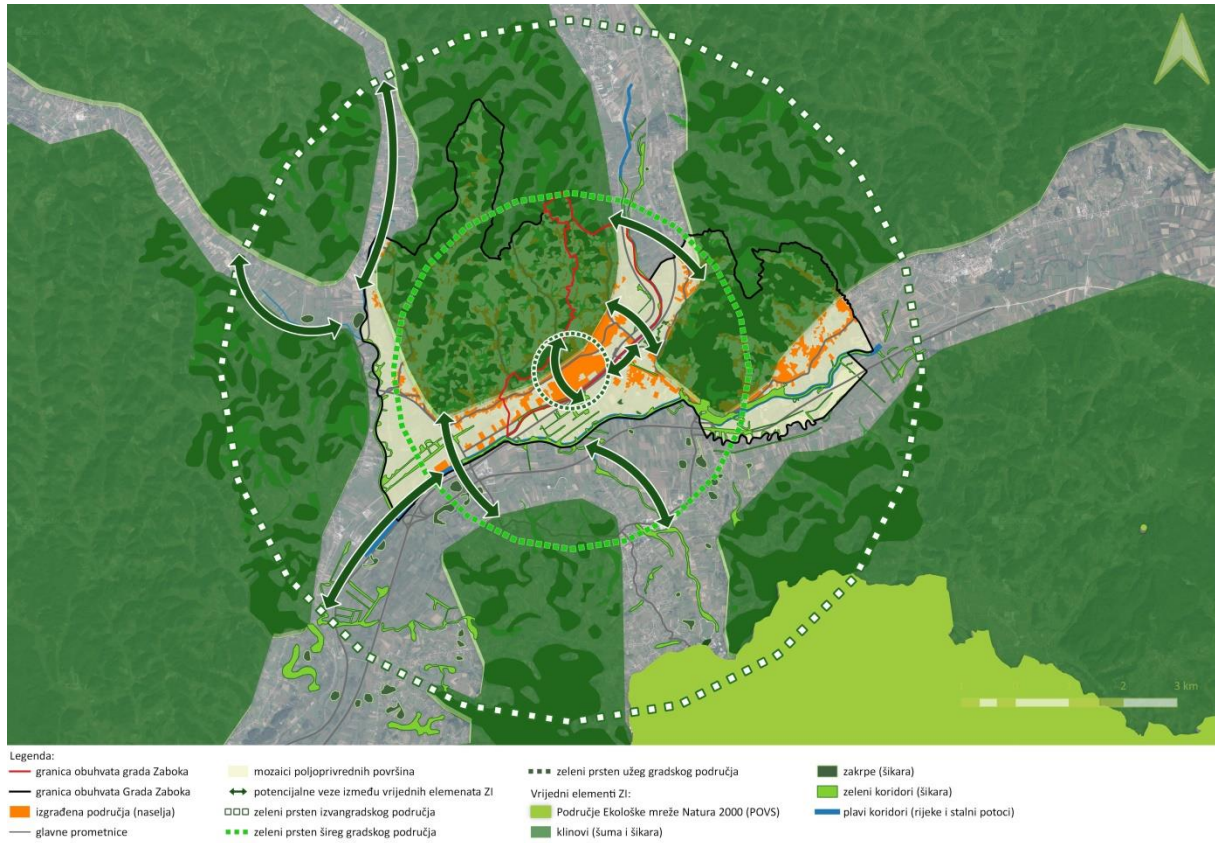 2
3 km
Legenda:
granica obuhvata grada Zaboka
granica obuhvata Grada Zaboka
izgrađena područja (naselja)
glavne prometnice
mozaici poljoprivrednih površina
potencijalne veze između vrijednih elemenata ZI
zeleni prsten izvangradskog područja
zeleni prsten šireg gradskog područja
zeleni prsten užeg gradskog područja
Vrijedni elementi ZI:
Područje Ekološke mreže Natura 2000 (POVS)
klinovi (šuma i šikara)
zakrpe (šikara)
zeleni koridori (šikara)
plavi koridori (rijeke i stalni potoci)